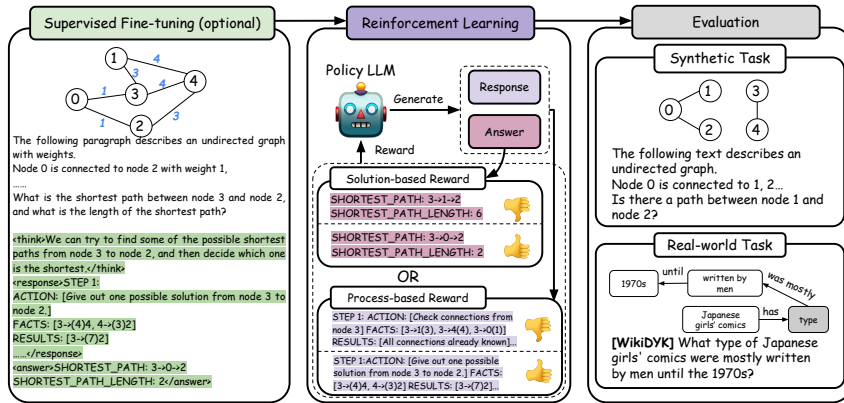 Supervised Fine-tuning (optional)
1
4
3
4
4
0
1
3
1
3
2
The following paragraph describes an undirected graph
with weights.
Node 0 is connected to node 2 with weight 1,
......
What is the shortest path between node 3 and node 2,
and what is the length of the shortest path?
<think>We can try to find some of the possible shortest
paths from node 3 to node 2, and then decide which one
is the shortest.</think>
<response>STEP 1:
ACTION: [Give out one possible solution from node 3 to
node 2.]
FACTS: [3->(4)4, 4->(3)2]
RESULTS: [3->(7)2]
......</response>
<answer>SHORTEST_PATH: 3->0->2
SHORTEST_PATH_LENGTH: 2</answer>
Reinforcement Learning
Policy LLM
Generate
Response
Answer
Reward
Solution-based Reward
SHORTEST_PATH: 3->1->2
SHORTEST_PATH_LENGTH: 6
SHORTEST_PATH: 3->0->2
SHORTEST_PATH_LENGTH: 2
OR
Process-based Reward
STEP 1: ACTION: [Check connections from
node 3] FACTS: [3->1(3), 3->4(4), 3->0(1)]
RESULTS: [All connections already known]...
STEP 1:ACTION: [Give out one possible
solution from node 3 to node 2.] FACTS:
[3->(4)4, 4->(3)2] RESULTS: [3->(7)2]...
Evaluation
Synthetic Task
1
3
0
2
4
The following text describes an
undirected graph.
Node 0 is connected to 1, 2...
Is there a path between node 1 and
node 2?
Real-world Task
1970s
until
written by
men
was mostly
Japanese
girls' comics
has
type
[WikiDYK] What type of Japanese
girls' comics were mostly written
by men until the 1970s?